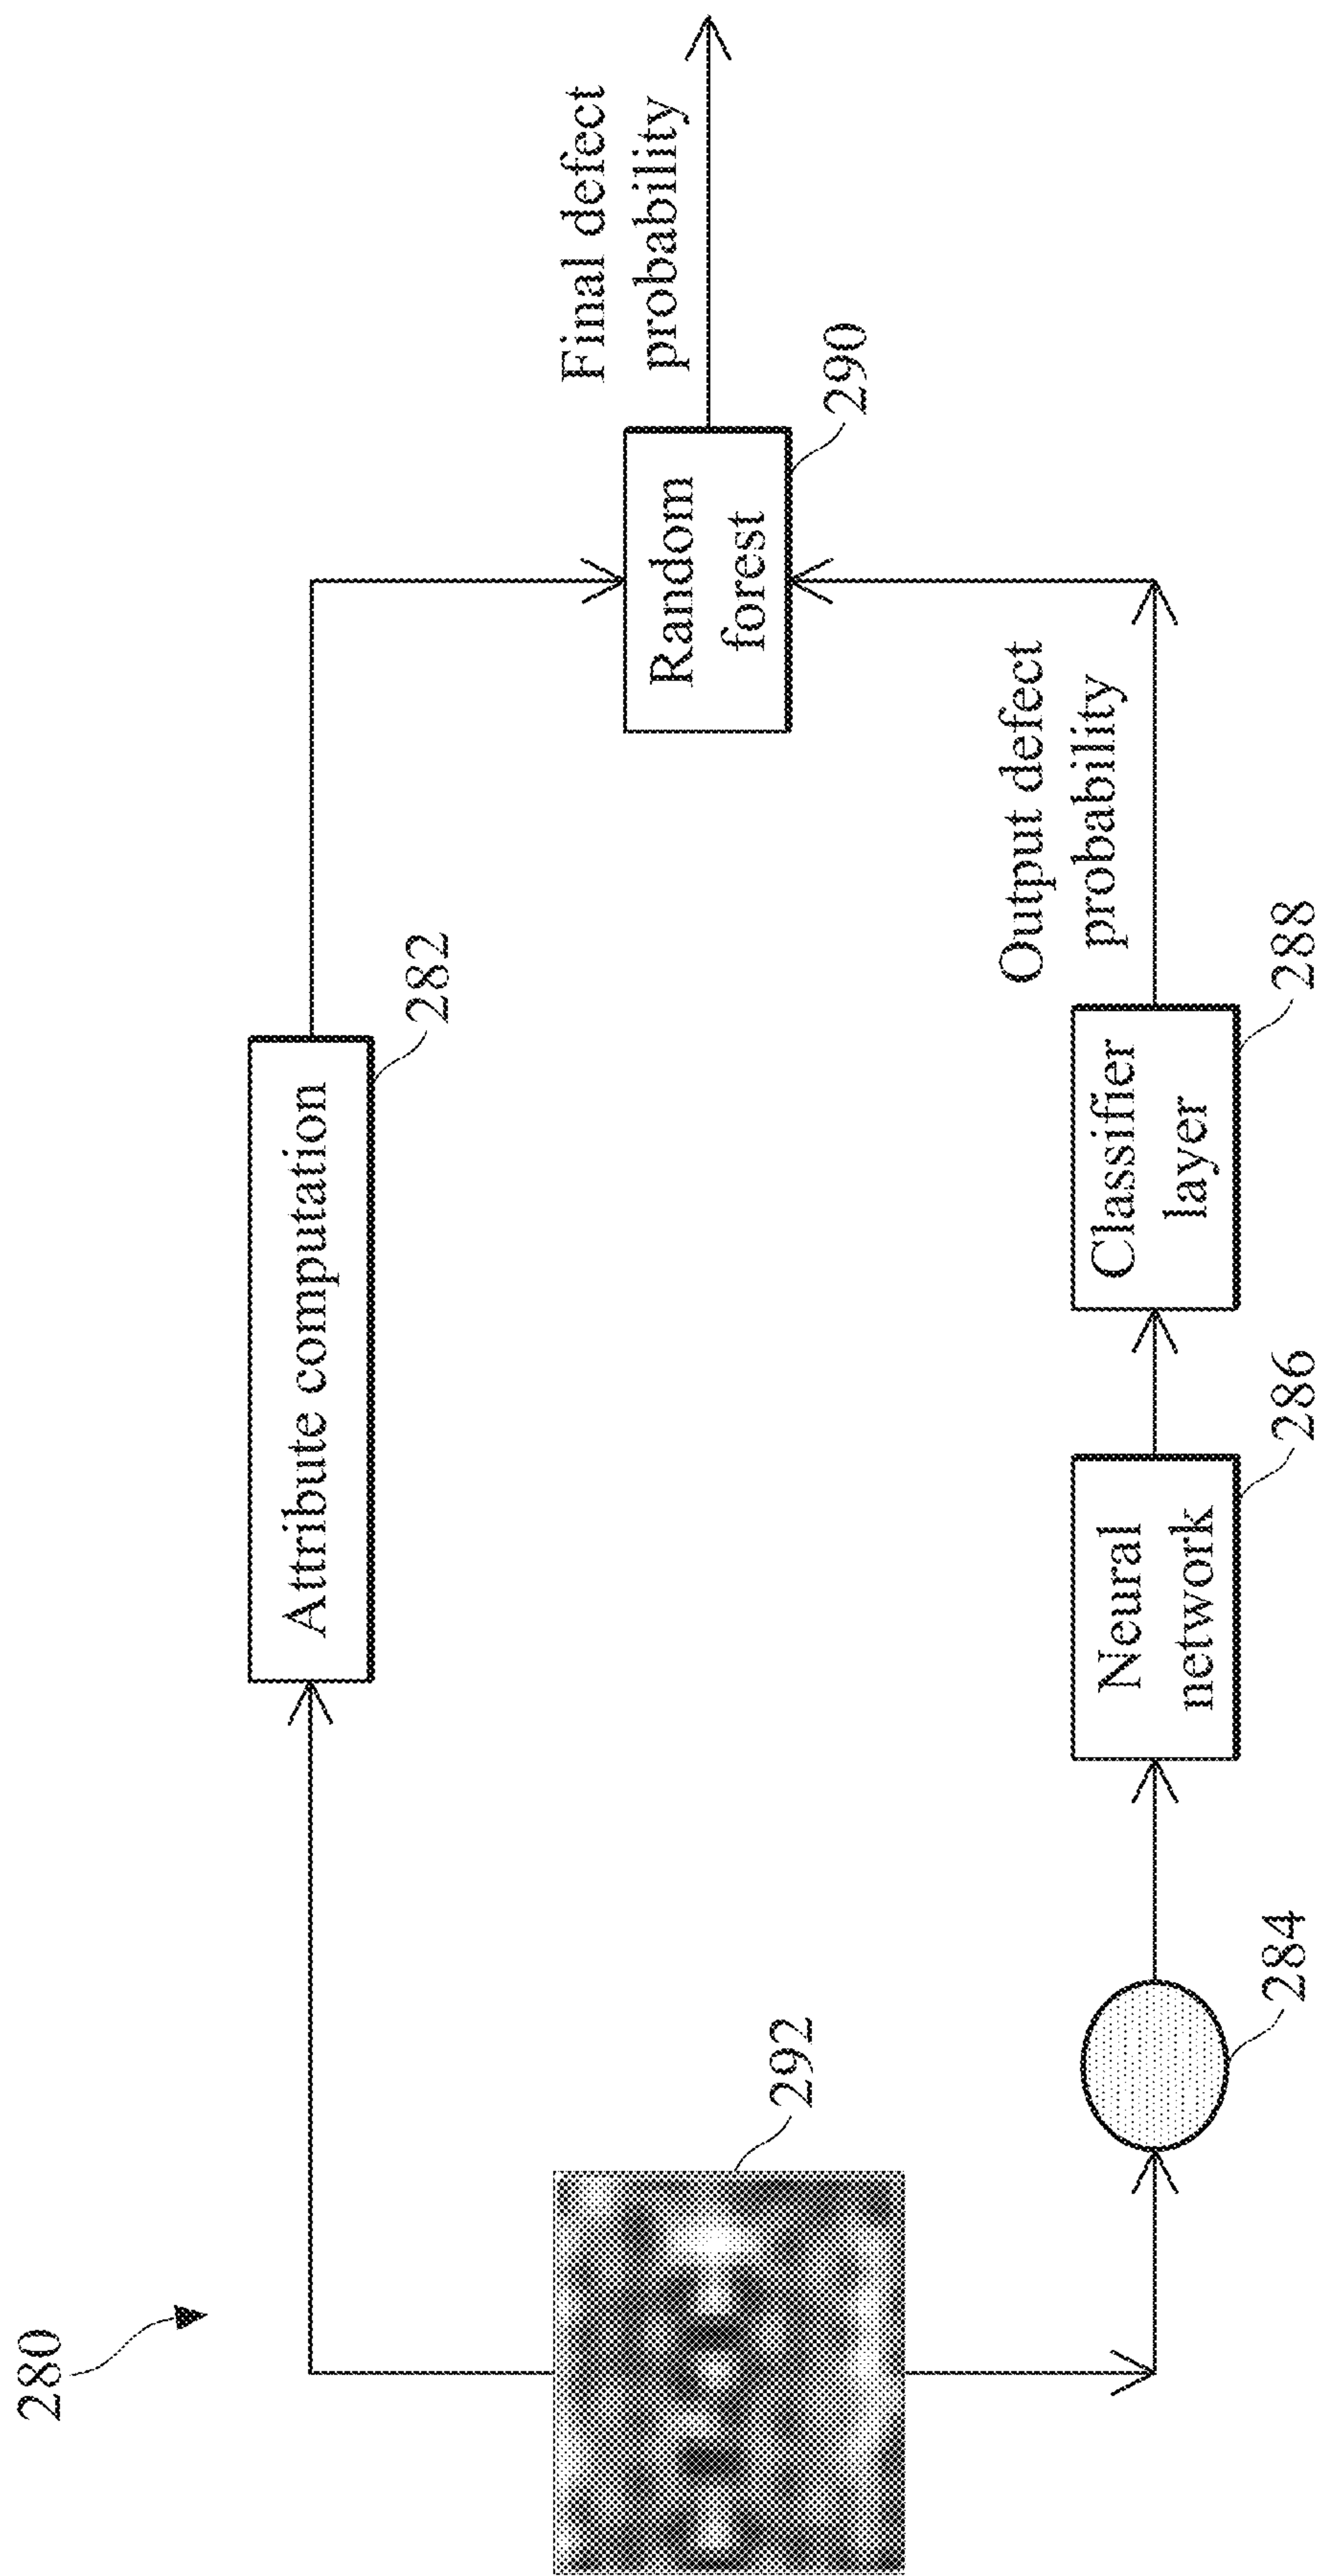 280
Attribute computation
282
292
Final defect
probability
Random
forest
290
284
Neural
network
286
Classifier
layer
288
Output defect
probability